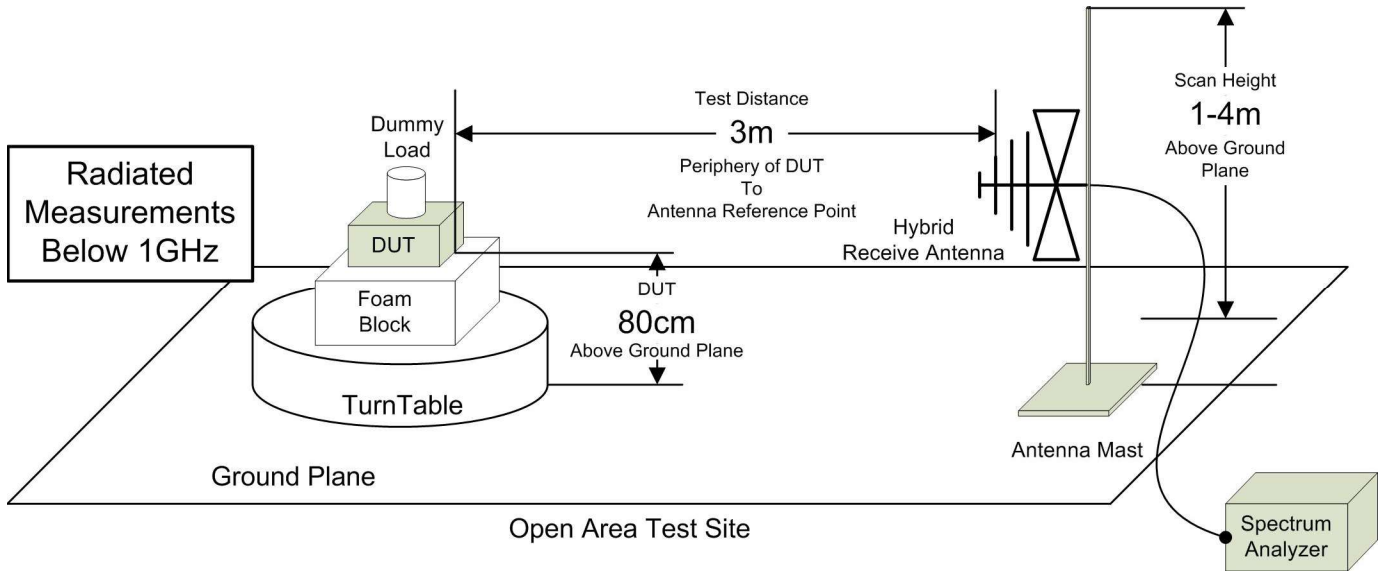 Radiated
Measurements
Below 1GHz
Dummy
Load
DUT
Foam
Block
TurnTable
Test Distance
3m
Periphery of DUT
To
Antenna Reference Point
DUT
80cm
Above Ground Plane
Hybrid
Receive Antenna
Scan Height
1-4m
Above Ground
Plane
Antenna Mast
Ground Plane
Open Area Test Site
Spectrum
Analyzer